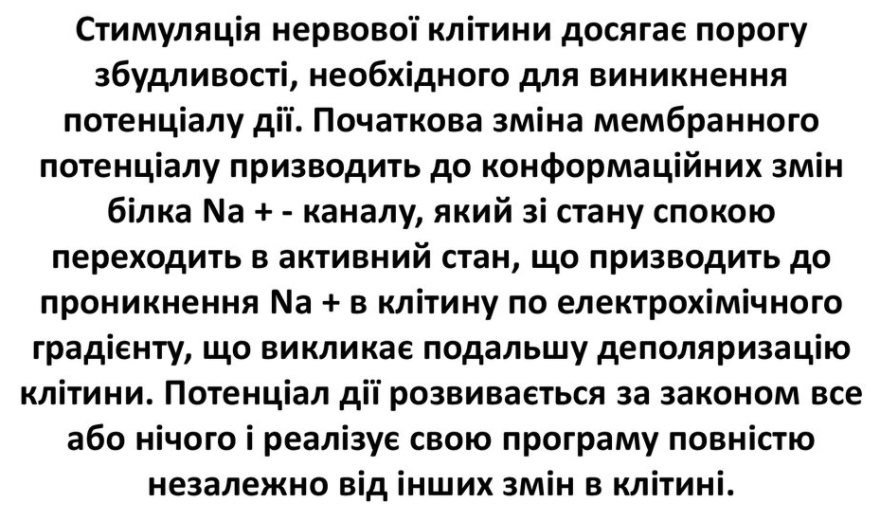 Стимуляція нервової клітини досягає порогу
збудливості, необхідного для виникнення
потенціалу дії. Початкова зміна мембранного
потенціалу призводить до конформаційних змін
білка Na + - каналу, який зі стану спокою
переходить в активний стан, що призводить до
проникнення Na + в клітину по електрохімічного
градієнту, що викликає подальшу деполяризацію
клітини. Потенціал дії розвивається за законом все
або нічого і реалізує свою програму повністю
незалежно від інших змін в клітині.